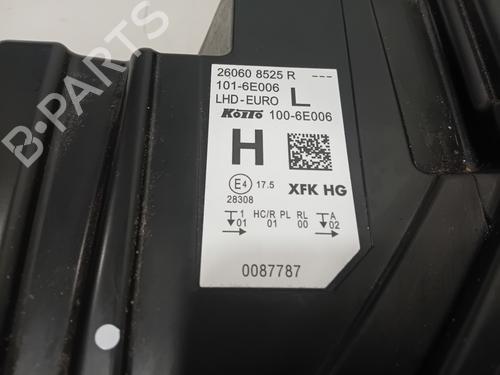 26060 8525 R ---
101-6E006
LHD-EURO L
KOITO 100-6E006
H
E4 17.5 XFK HG
28308
1 HC/R PL RL A
01 01 00 02
0087787
B-PARTS